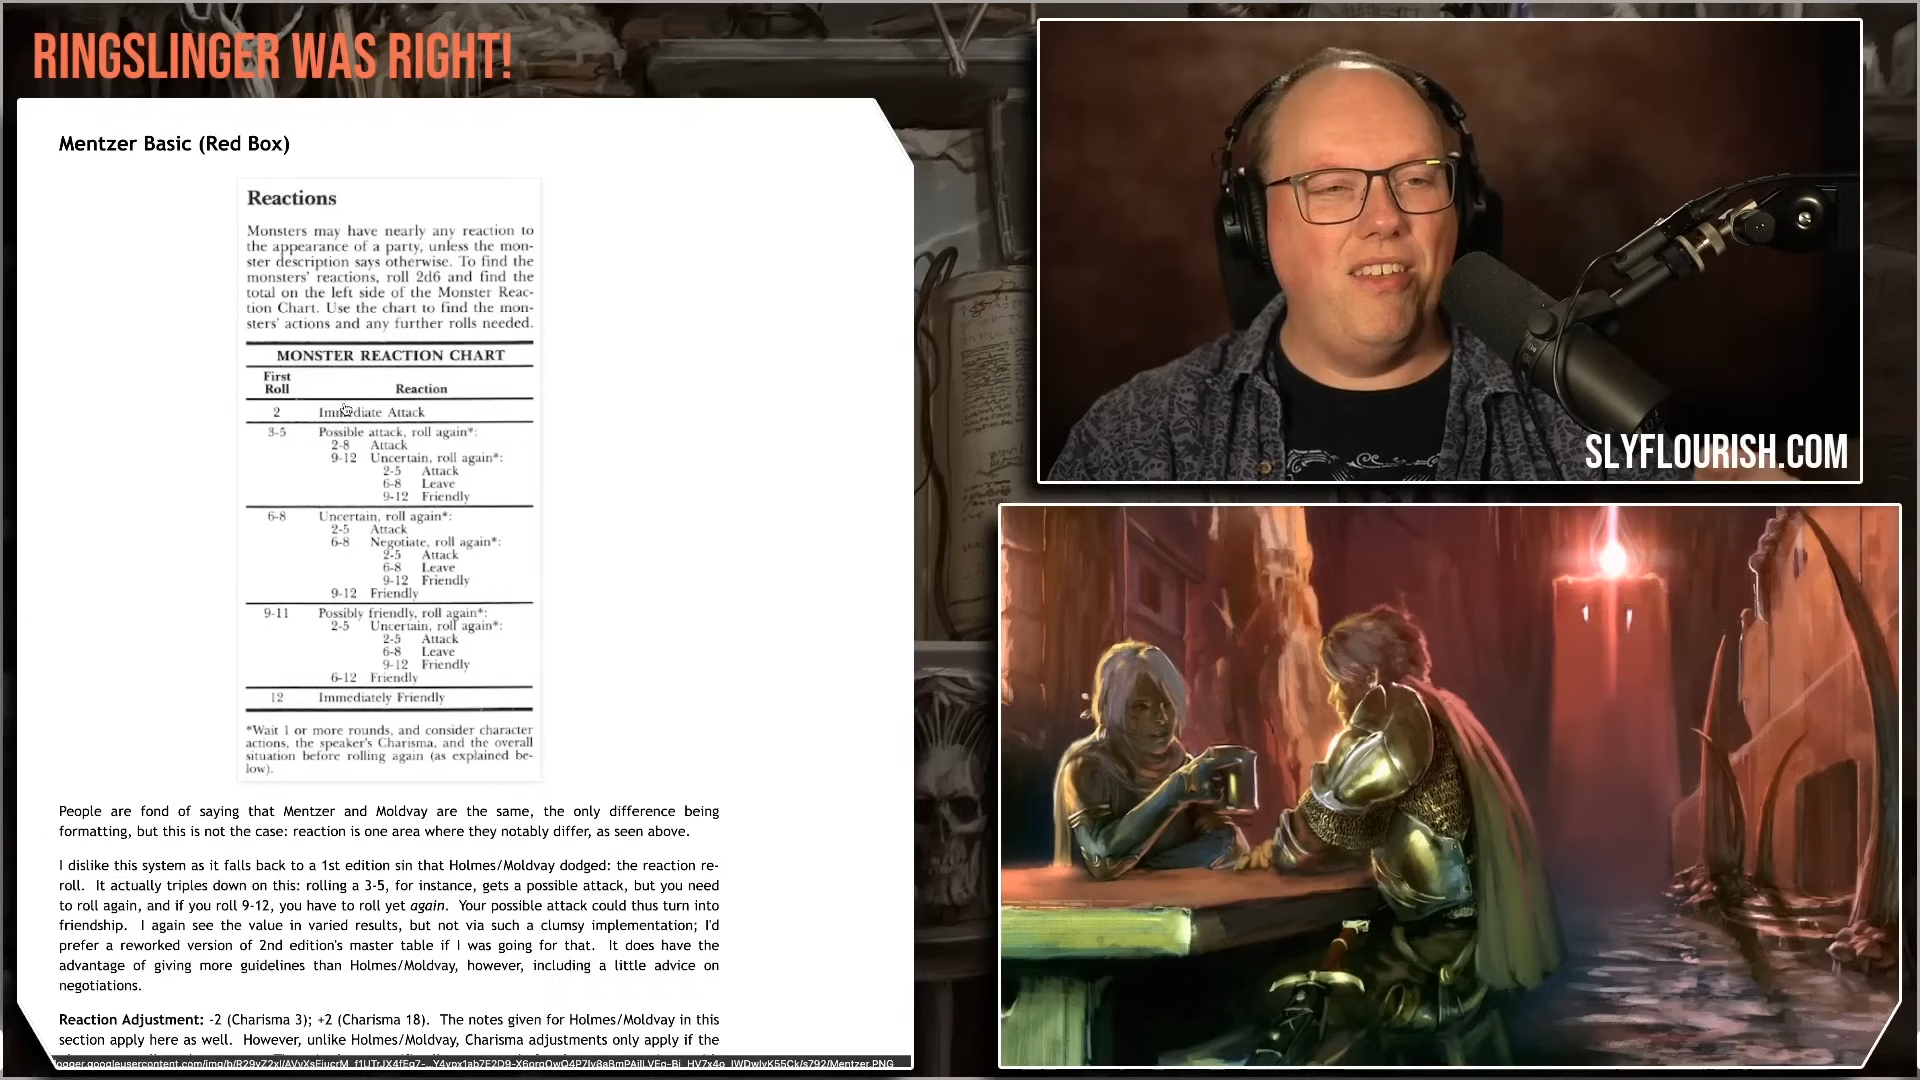 RINGSLINGER WAS RIGHT!
Mentzer Basic (Red Box)
Reactions
Monsters may have nearly any reaction to
the appearance of a party, unless the mon-
ster description says otherwise. To find the
monsters' reactions, roll 2d6 and find the
total on the left side of the Monster Reac-
tion Chart. Use the chart to find the mon-
sters' actions and any further rolls needed.
MONSTER REACTION CHART
First
Roll Reaction
2 Immediate Attack
3-5 Possible attack, roll again*:
2-8 Attack
9-12 Uncertain, roll again*:
2-5 Attack
6-8 Leave
9-12 Friendly
6-8 Uncertain, roll again*:
2-5 Attack
6-8 Negotiate, roll again*:
2-5 Attack
6-8 Leave
9-12 Friendly
9-12 Friendly
9-11 Possibly friendly, roll again*:
2-5 Uncertain, roll again*:
2-5 Attack
6-8 Leave
9-12 Friendly
6-12 Friendly
12 Immediately Friendly
*Wait 1 or more rounds, and consider character
actions, the speaker's Charisma, and the overall
situation before rolling again (as explained be-
low).
People are fond of saying that Mentzer and Moldvay are the same, the only difference being
formatting, but this is not the case: reaction is one area where they notably differ, as seen above.
I dislike this system as it falls back to a 1st edition sin that Holmes/Moldvay dodged: the reaction re-
roll. It actually triples down on this: rolling a 3-5, for instance, gets a possible attack, but you need
to roll again, and if you roll 9-12, you have to roll yet again. Your possible attack could thus turn into
friendship. I again see the value in varied results, but not via such a clumsy implementation; I'd
prefer a reworked version of 2nd edition's master table if I was going for that. It does have the
advantage of giving more guidelines than Holmes/Moldvay, however, including a little advice on
negotiations.
Reaction Adjustment: -2 (Charisma 3); +2 (Charisma 18). The notes given for Holmes/Moldvay in this
section apply here as well. However, unlike Holmes/Moldvay, Charisma adjustments only apply if the
SLYFLOURISH.COM